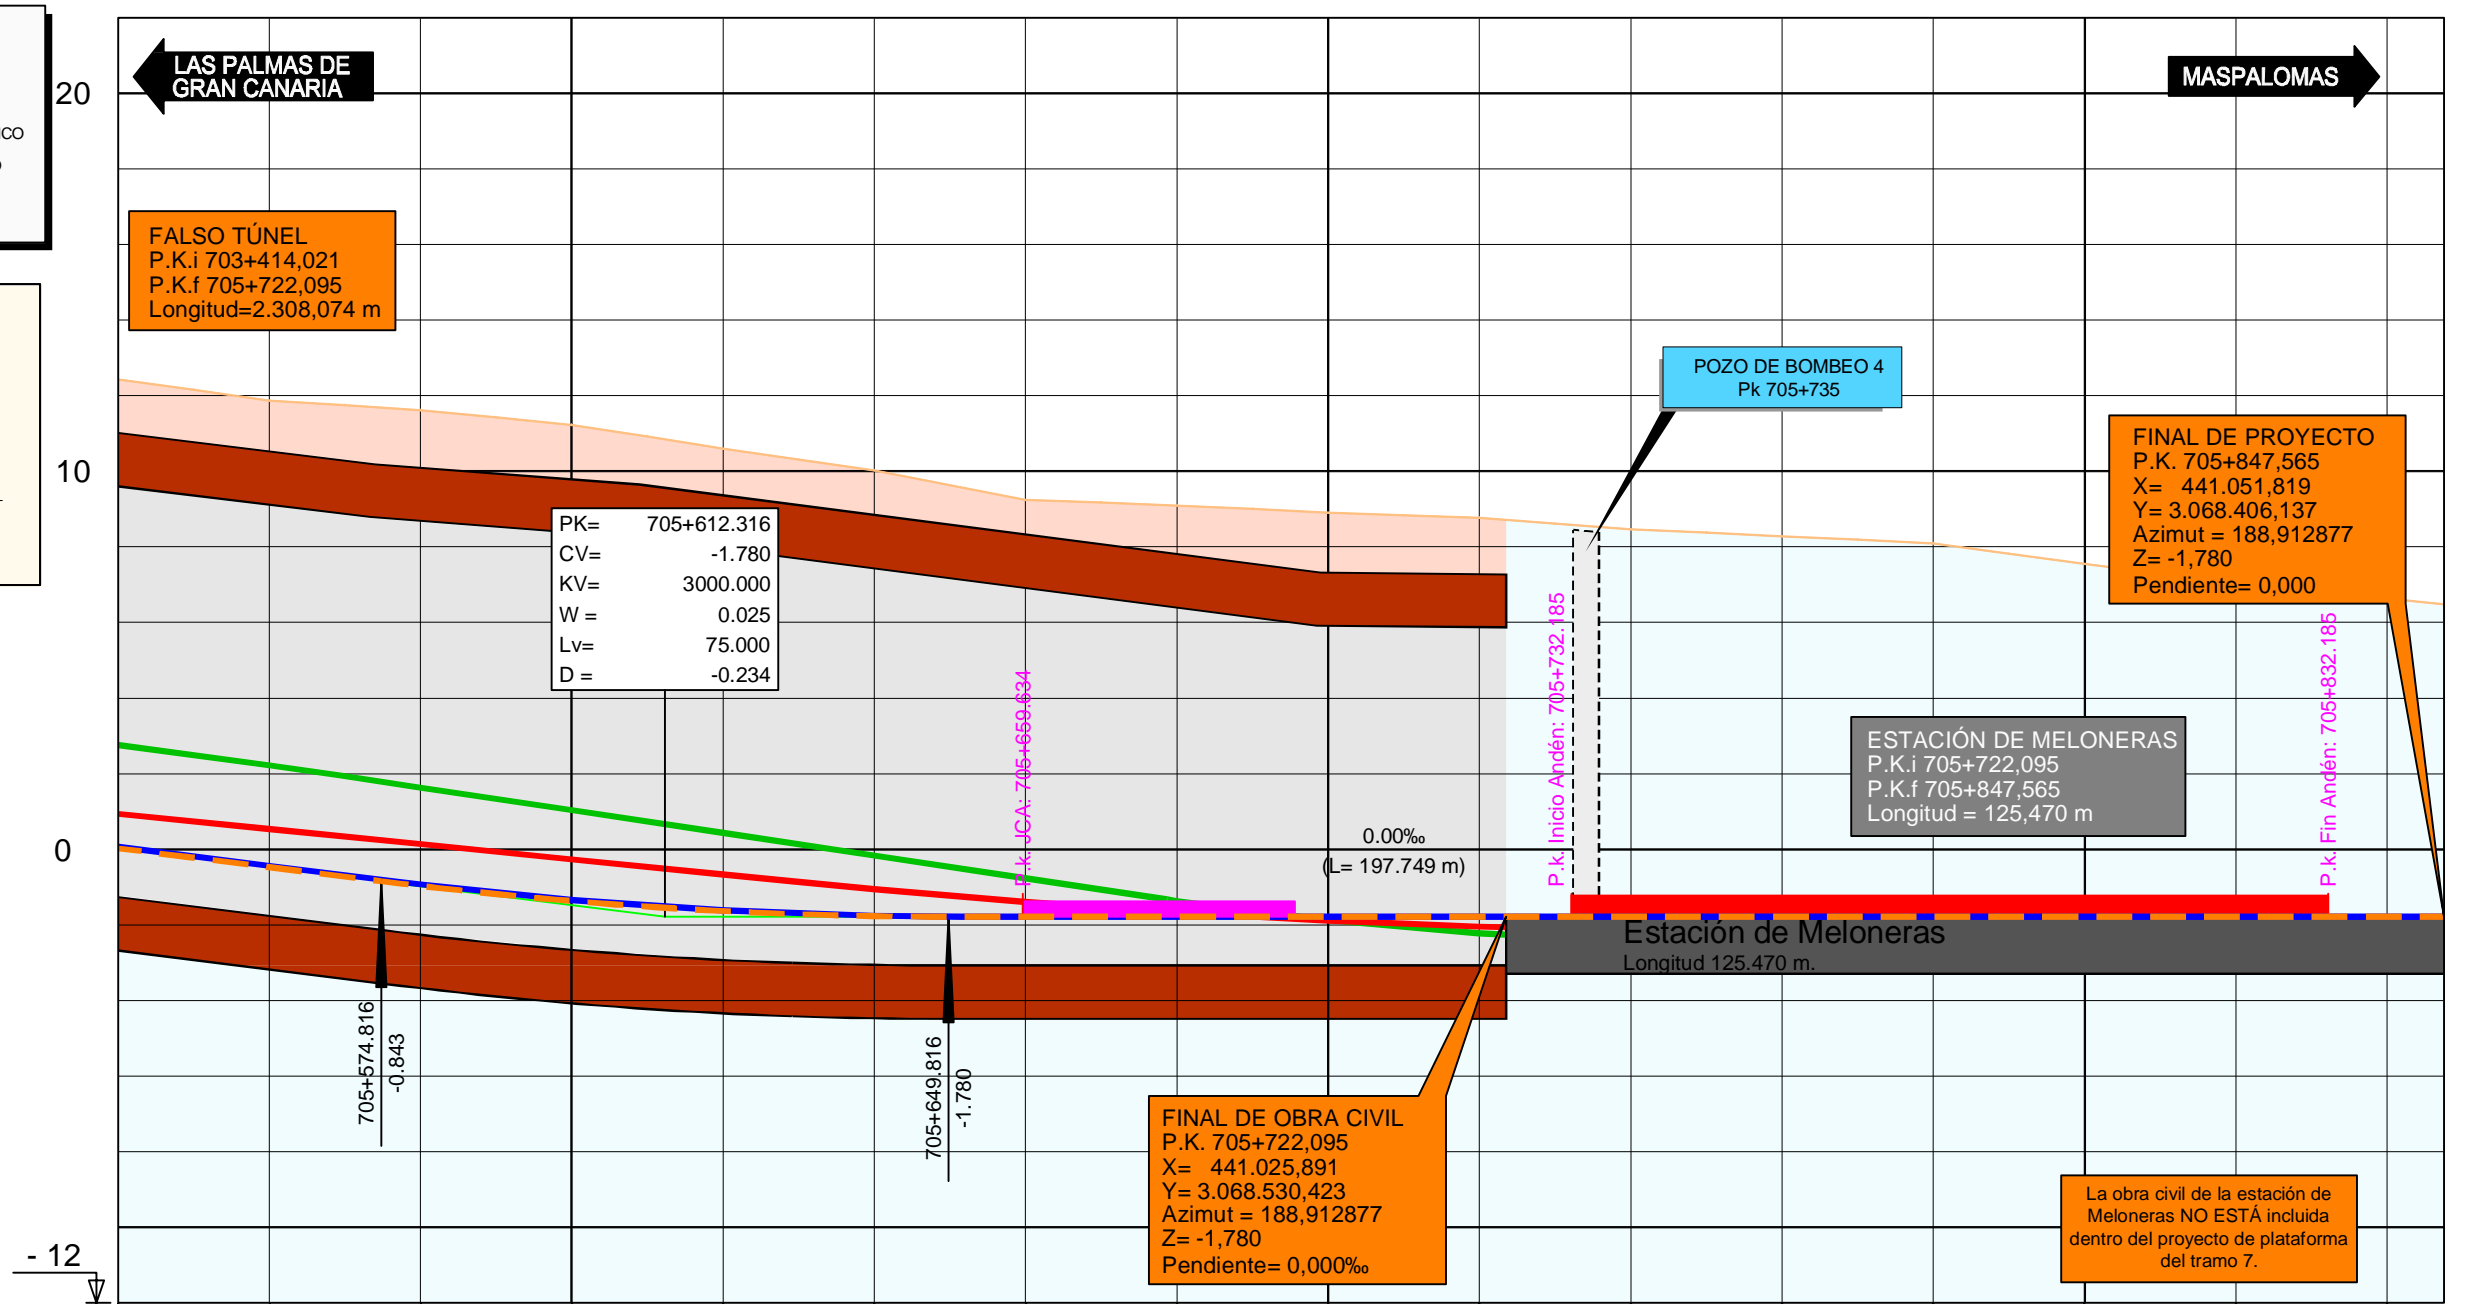 LAS PALMAS DE
GRAN CANARIA
MASPALOMAS
20
ICO
FALSO TÚNEL
P.K.i 703+414,021
P.K.f 705+722,095
Longitud=2.308,074 m
POZO DE BOMBEO 4
Pk 705+735
10
FINAL DE PROYECTO
P.K. 705+847,565
X= 441.051,819
Y= 3.068.406,137
Azimut = 188,912877
Z= -1,780
Pendiente= 0,000
PK= 705+612.316
CV= -1.780
KV= 3000.000
W = 0.025
Lv= 75.000
D = -0.234
P.k. JCA: 705+659.634
P.k. Inicio Andén: 705+732.185
P.k. Fin Andén: 705+832.185
ESTACIÓN DE MELONERAS
P.K.i 705+722,095
P.K.f 705+847,565
Longitud = 125,470 m
0
0.00‰
(L= 197.749 m)
Estación de Meloneras
Longitud 125.470 m.
705+574.816
-0.843
705+649.816
-1.780
FINAL DE OBRA CIVIL
P.K. 705+722,095
X= 441.025,891
Y= 3.068.530,423
Azimut = 188,912877
Z= -1,780
Pendiente= 0,000‰
La obra civil de la estación de
Meloneras NO ESTÁ incluida
dentro del proyecto de plataforma
del tramo 7.
- 12